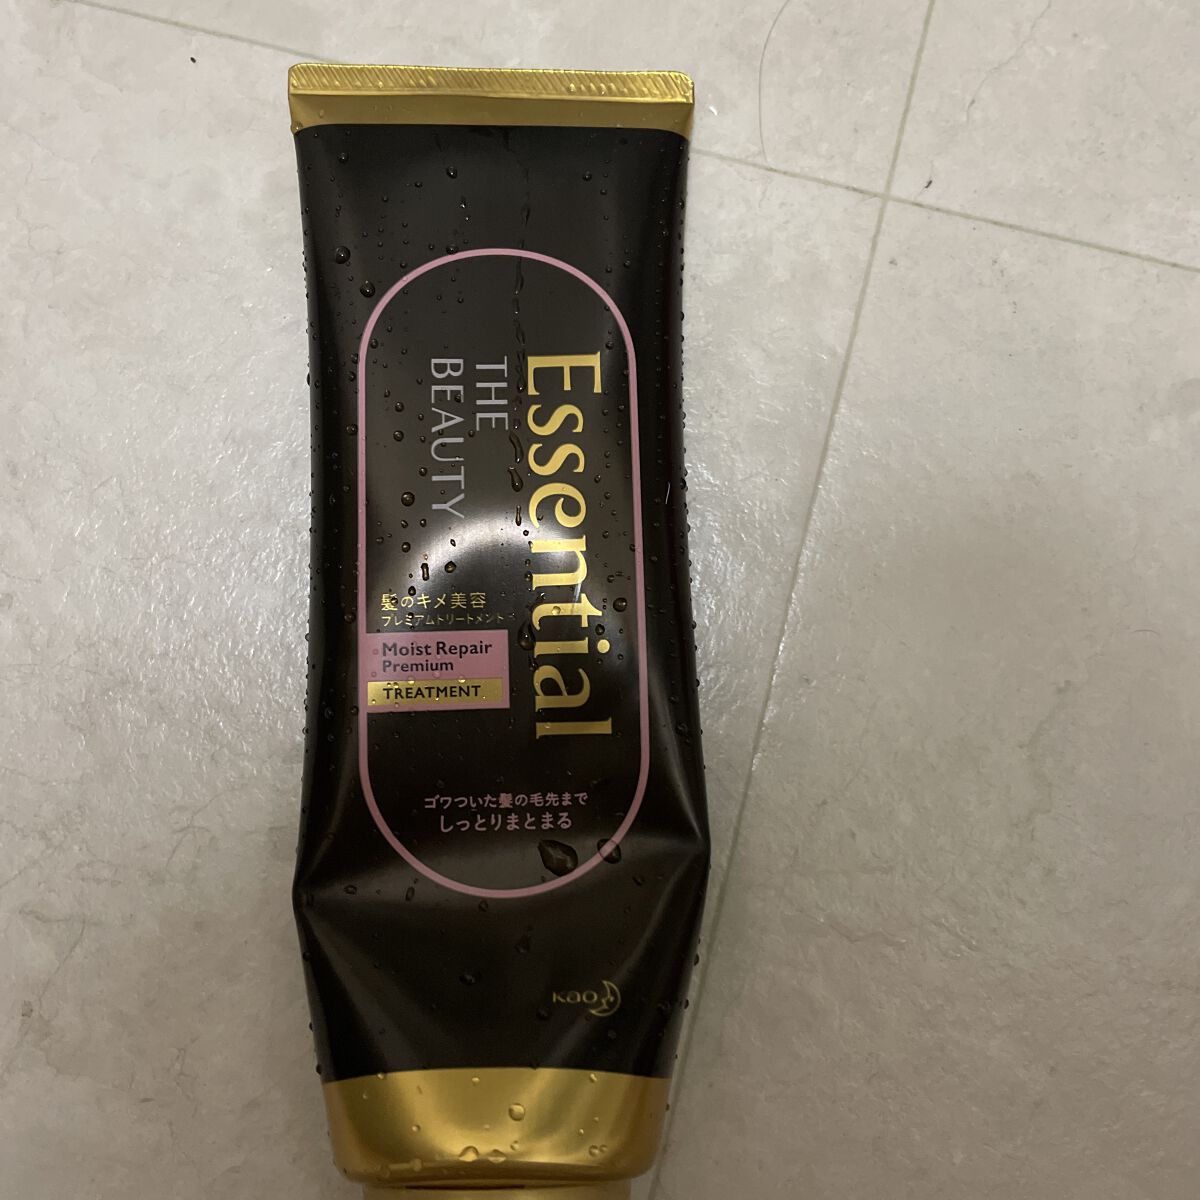 Essential
THE
BEAUTY
髪のキメ美容
プレミアムトリートメント
Moist Repair
Premium
TREATMENT
ゴワついた髪の毛先まで
しっとりまとまる
Kao